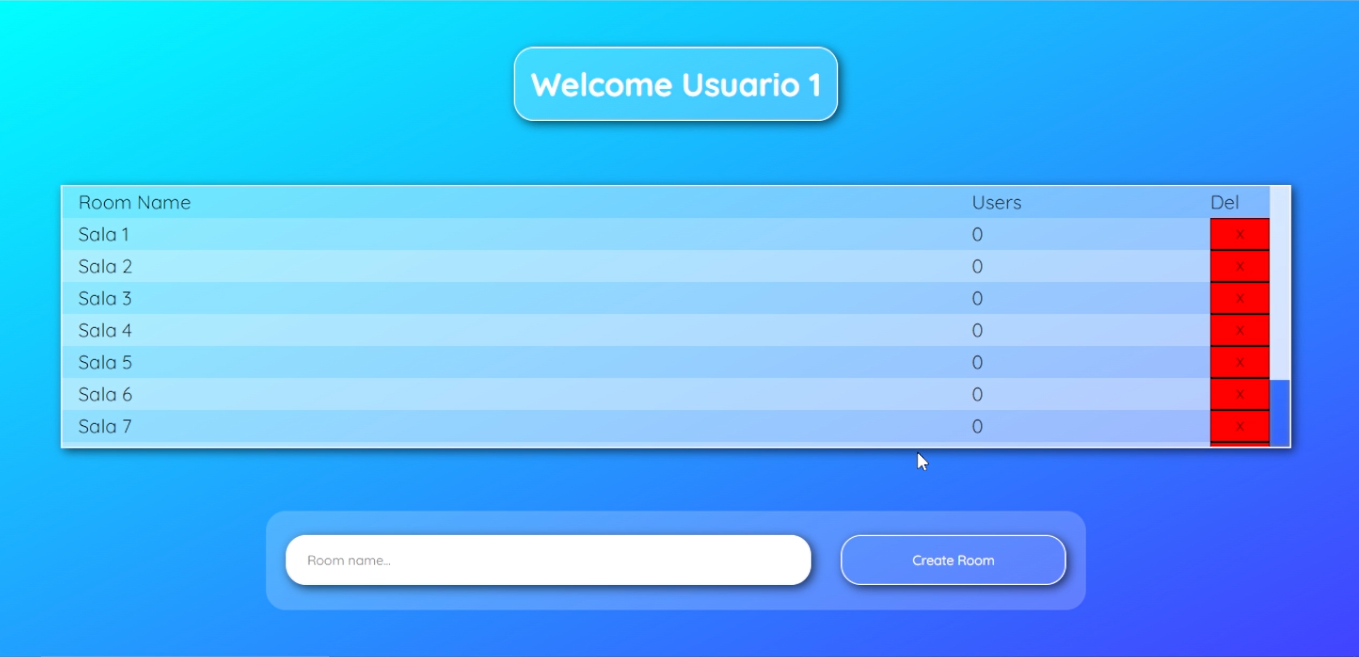 Welcome Usuario 1
Room Name Users Del
Sala 1 0 x
Sala 2 0 x
Sala 3 0 x
Sala 4 0 x
Sala 5 0 x
Sala 6 0 x
Sala 7 0 x
Room name... Create Room